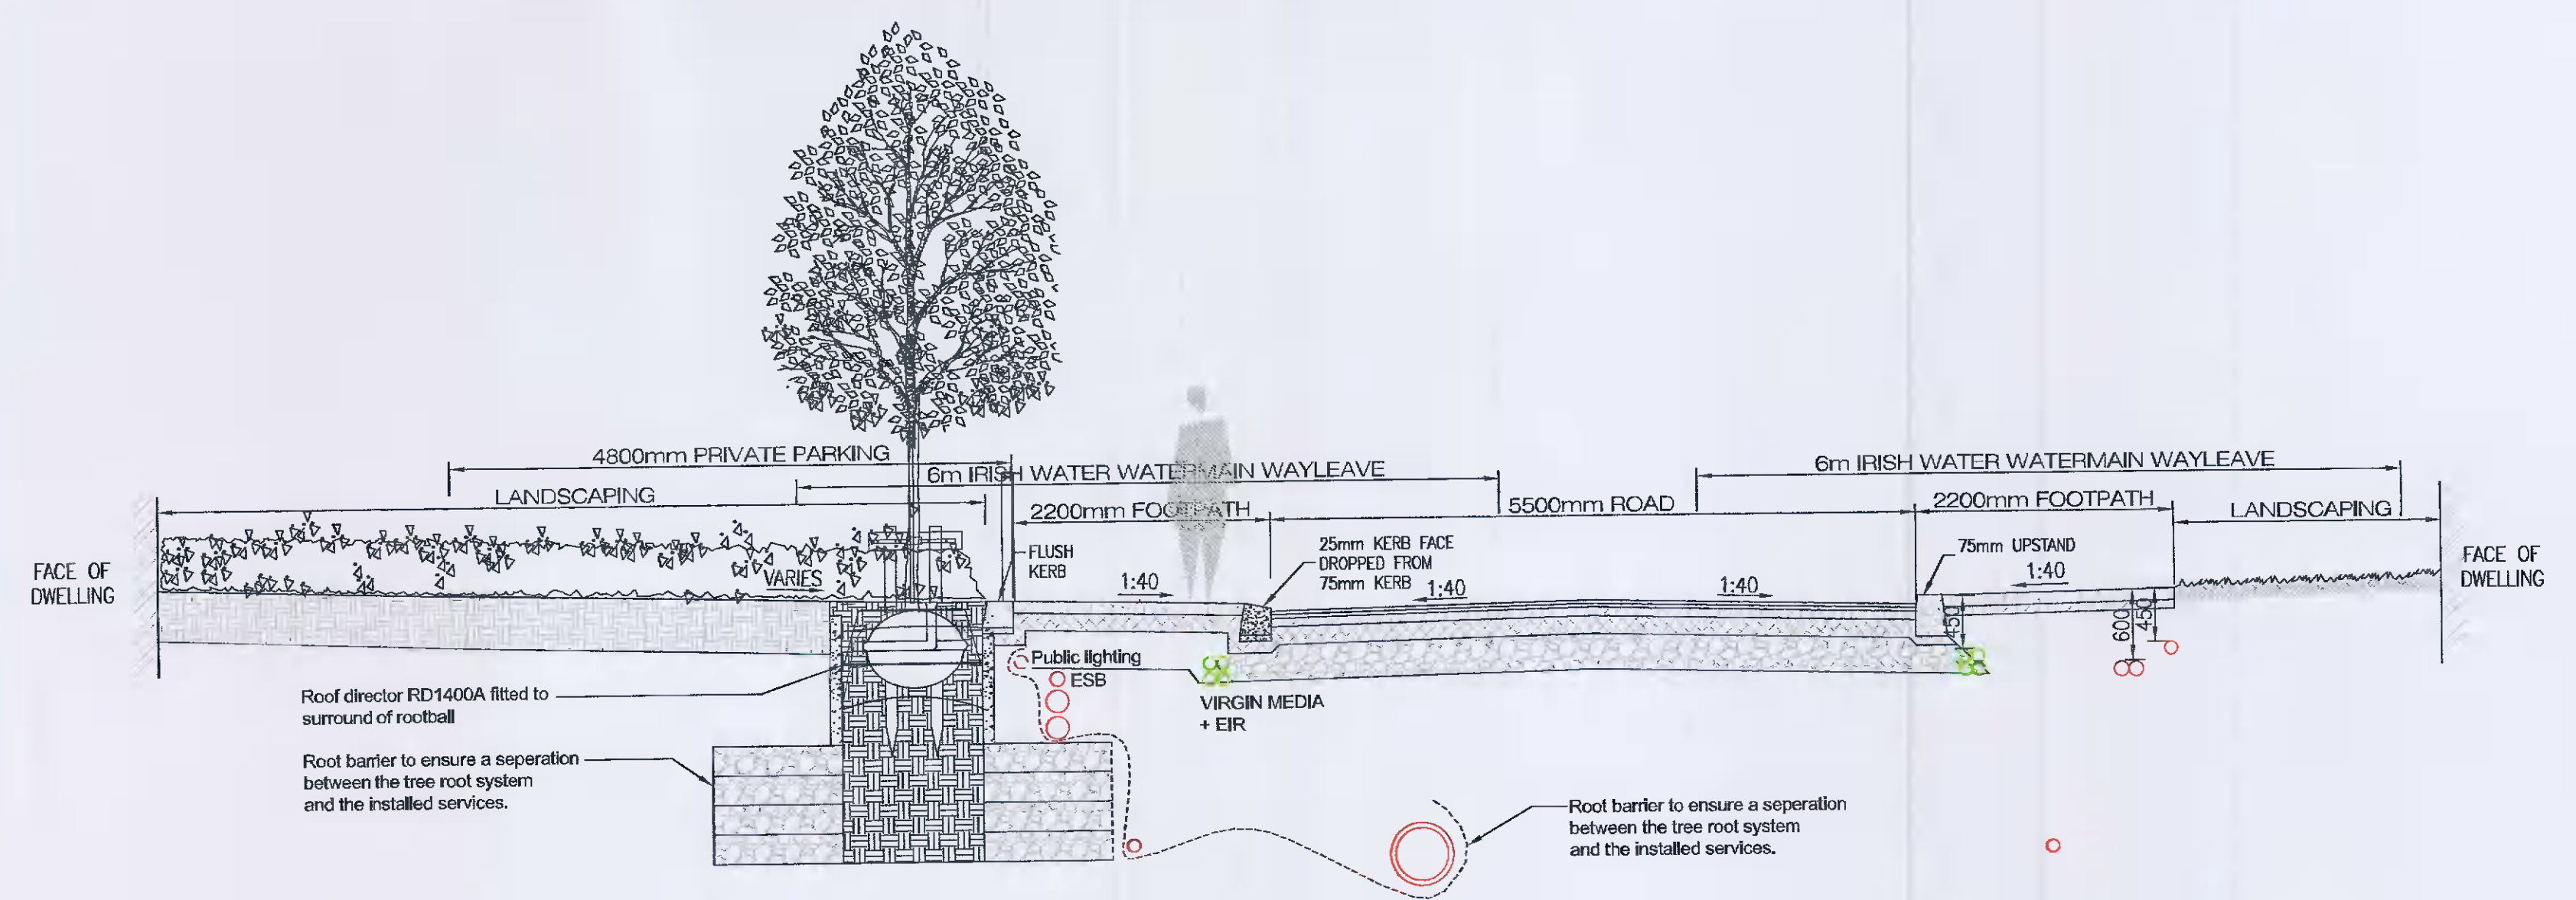 4800mm PRIVATE PARKING
6m IRISH WATER WATERMAIN WAYLEAVE
6m IRISH WATER WATERMAIN WAYLEAVE
LANDSCAPING
2200mm FOOTPATH
5500mm ROAD
2200mm FOOTPATH
LANDSCAPING
FACE OF
DWELLING
VARIES
FLUSH
KERB
1:40
25mm KERB FACE
DROPPED FROM
75mm KERB
1:40
1:40
75mm UPSTAND
1:40
FACE OF
DWELLING
450
600
450
Public lighting
ESB
VIRGIN MEDIA
+ EIR
Roof director RD1400A fitted to
surround of rootball
Root barrier to ensure a seperation
between the tree root system
and the installed services.
Root barrier to ensure a seperation
between the tree root system
and the installed services.